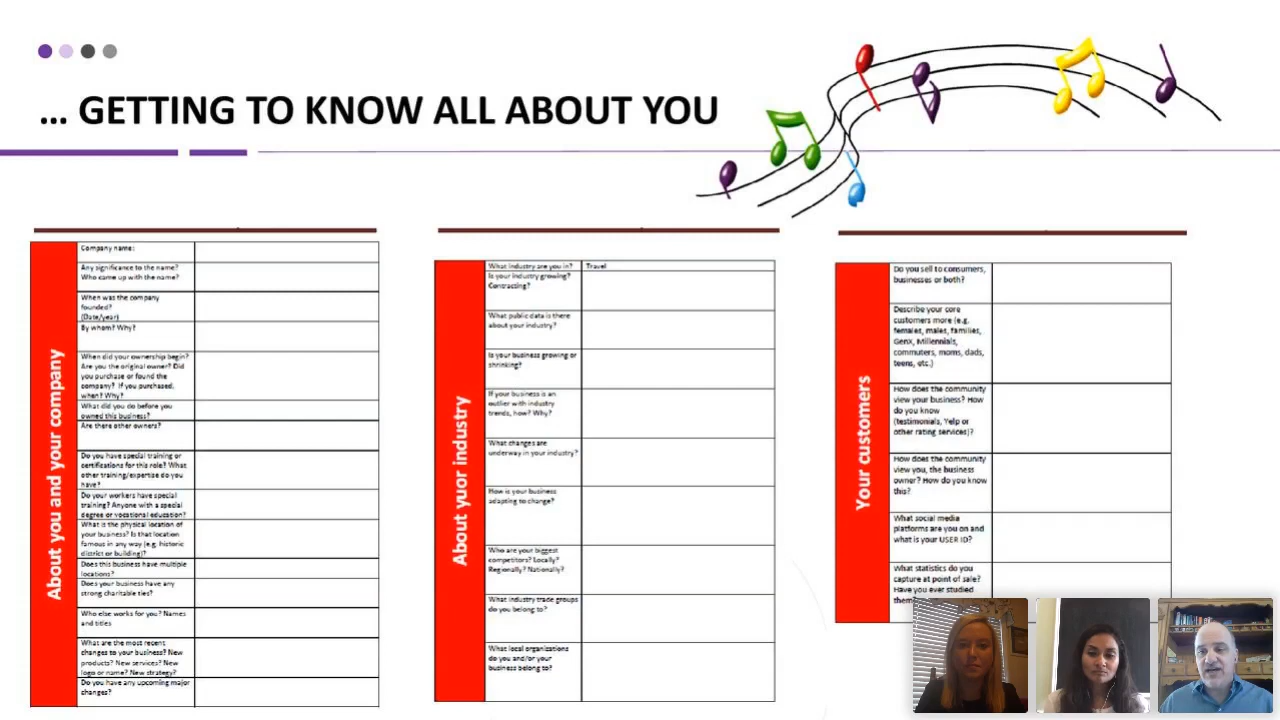 ... GETTING TO KNOW ALL ABOUT YOU
About you and your company
Company name:
Any significance to the name?
Who came up with the name?
When was the company
founded?
(Date/year)
By whom? Why?
When did your ownership begin?
Are you the original owner? Did
you purchase or found the
company? If you purchased,
when? Why?
What did you do before you
owned this business?
Are there other owners?
Do you have special training or
certifications for this role? What
other training/expertise do you
have?
Do your workers have special
training? Anyone with a special
degree or vocational education?
What is the physical location of
your business? Is that location
famous in any way (e.g. historic
district or building)?
Does this business have multiple
locations?
Does your business have any
strong charitable ties?
Who else works for you? Names
and titles
What are the most recent
changes to your business? New
products? New services? New
logo or name? New strategy?
Do you have any upcoming major
changes?
About yuor industry
What industry are you in? Travel
Is your industry growing?
Contracting?
What public data is there
about your industry?
Is your business growing or
shrinking?
If your business is an
outlier with industry
trends, how? Why?
What changes are
underway in your industry?
How is your business
adapting to change?
Who are your biggest
competitors? Locally?
Regionally? Nationally?
What industry trade groups
do you belong to?
What local organizations
do you and/or your
business belong to?
Your customers
Do you sell to consumers,
businesses or both?
Describe your core
customers more (e.g.
females, males, families,
GenX, Millennials,
commuters, moms, dads,
teens, etc.)
How does the community
view your business? How
do you know
(testimonials, Yelp or
other rating services)?
How does the community
view you, the business
owner? How do you know
this?
What social media
platforms are you on and
what is your USER ID?
What statistics do you
capture at point of sale?
Have you ever studied